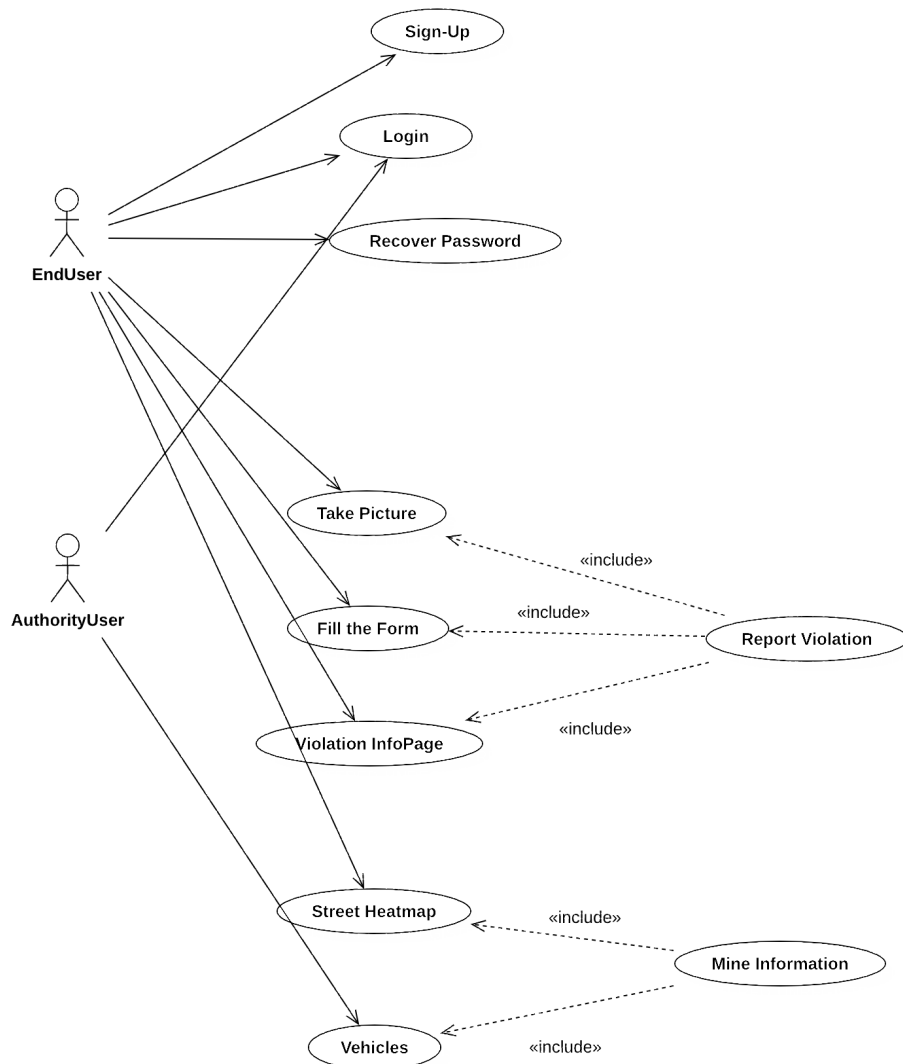 Sign-Up
Login
Recover Password
EndUser
Take Picture
«include»
AuthorityUser
«include»
Fill the Form
Report Violation
«include»
Violation InfoPage
Street Heatmap
«include»
Mine Information
Vehicles
«include»